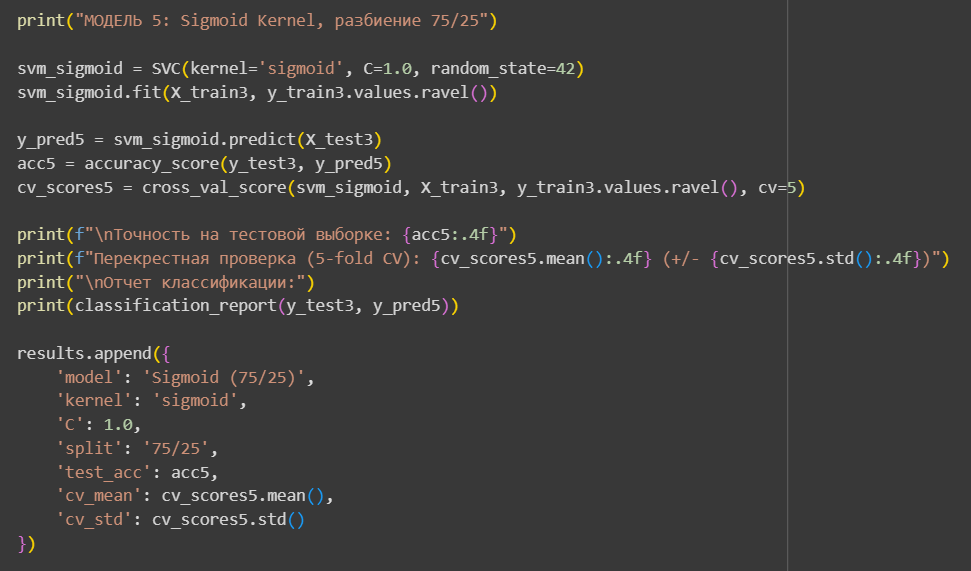 print("МОДЕЛЬ 5: Sigmoid Kernel, разбиение 75/25")
svm_sigmoid = SVC(kernel='sigmoid', C=1.0, random_state=42)
svm_sigmoid.fit(X_train3, y_train3.values.ravel())
y_pred5 = svm_sigmoid.predict(X_test3)
acc5 = accuracy_score(y_test3, y_pred5)
cv_scores5 = cross_val_score(svm_sigmoid, X_train3, y_train3.values.ravel(), cv=5)
print(f"\nТочность на тестовой выборке: {acc5:.4f}")
print(f"Перекрестная проверка (5-fold CV): {cv_scores5.mean():.4f} (+/- {cv_scores5.std():.4f})")
print("\nОтчет классификации:")
print(classification_report(y_test3, y_pred5))
results.append({
    'model': 'Sigmoid (75/25)',
    'kernel': 'sigmoid',
    'C': 1.0,
    'split': '75/25',
    'test_acc': acc5,
    'cv_mean': cv_scores5.mean(),
    'cv_std': cv_scores5.std()
})